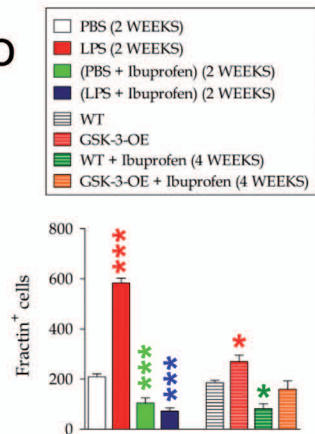 b
PBS (2 WEEKS)
LPS (2 WEEKS)
(PBS + Ibuprofen) (2 WEEKS)
(LPS + Ibuprofen) (2 WEEKS)
WT
GSK-3-OE
WT + Ibuprofen (4 WEEKS)
GSK-3-OE + Ibuprofen (4 WEEKS)
Fractin⁺ cells
800
600
400
200
0
***
***
***
*
*